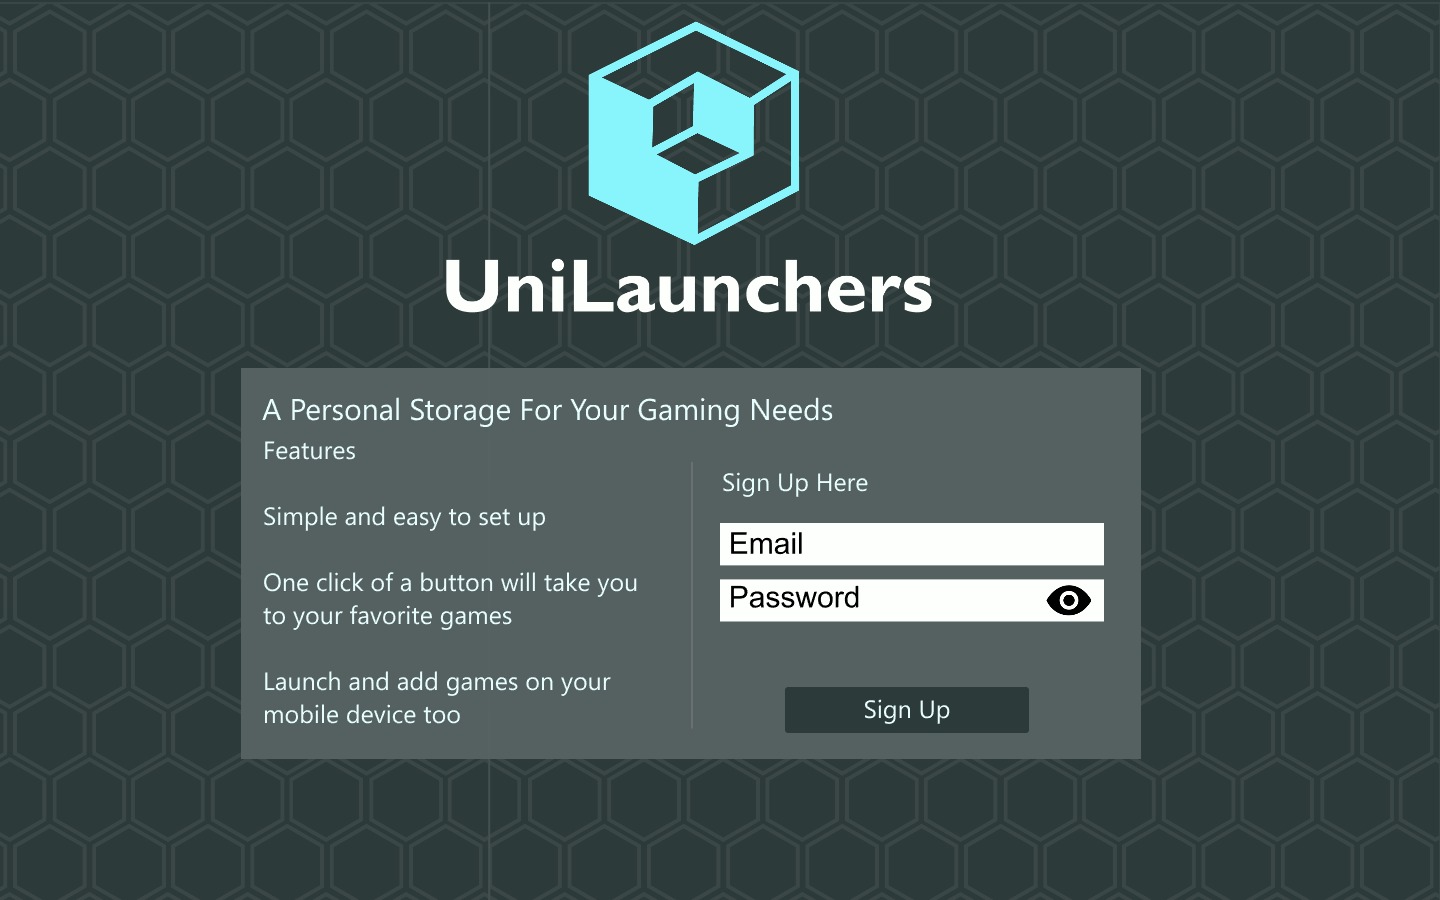 UniLaunchers
A Personal Storage For Your Gaming Needs
Features
Simple and easy to set up
One click of a button will take you
to your favorite games
Launch and add games on your
mobile device too
Sign Up Here
Email
Password
Sign Up